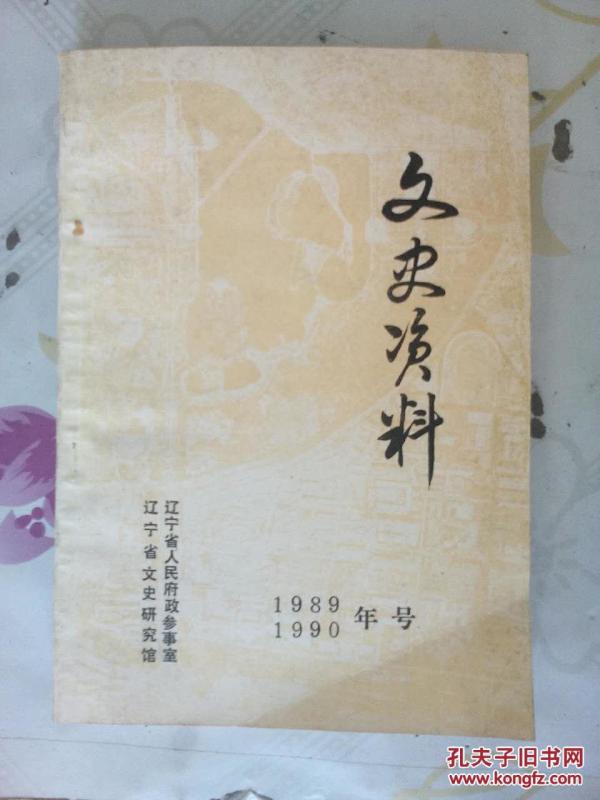 文史资料
辽宁省人民府政参事室
辽宁省文史研究馆
1989
1990
年号
孔夫子旧书网
www.kongfz.com